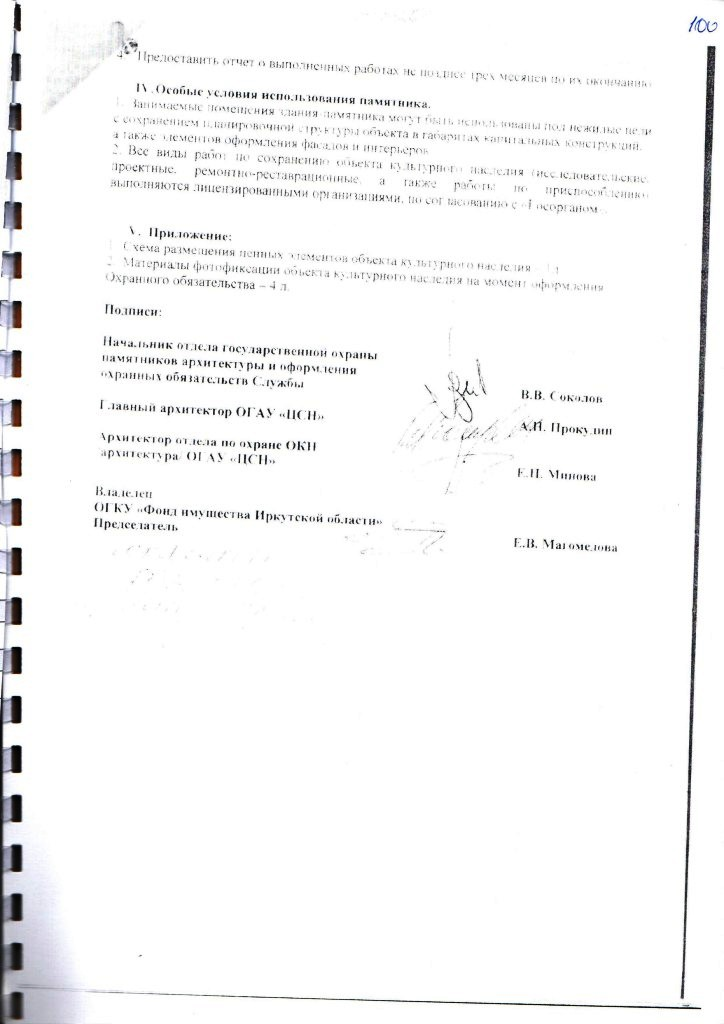 100
4. Предоставить отчет о выполненных работах не позднее трех месяцев по их окончанию
IV. Особые условия использования памятника.
1. Занимаемые помещения здания памятника могут быть использованы под нежилые цели
с сохранением планировочной структуры объекта в габаритах капитальных конструкций,
а также элементов оформления фасадов и интерьеров
2. Все виды работ по сохранению объекта культурного наследия (исследовательские,
проектные, ремонтно-реставрационные, а также работы по приспособлению)
выполняются лицензированными организациями, по согласованию с «Госорганом».
V. Приложение:
1. Схема размещения ценных элементов объекта культурного наследия – 1 л
2. Материалы фотофиксации объекта культурного наследия на момент оформления
Охранного обязательства – 4 л.
Подписи:
Начальник отдела государственной охраны
памятников архитектуры и оформления
охранных обязательств Службы
В.В. Соколов
Главный архитектор ОГАУ «ЦСН»
А.П. Прокудин
Архитектор отдела по охране ОКН
архитектура/ ОГАУ «ЦСН»
Е.Н. Минова
Владелец
ОГКУ «Фонд имущества Иркутской области»
Председатель
Е.В. Магомедова